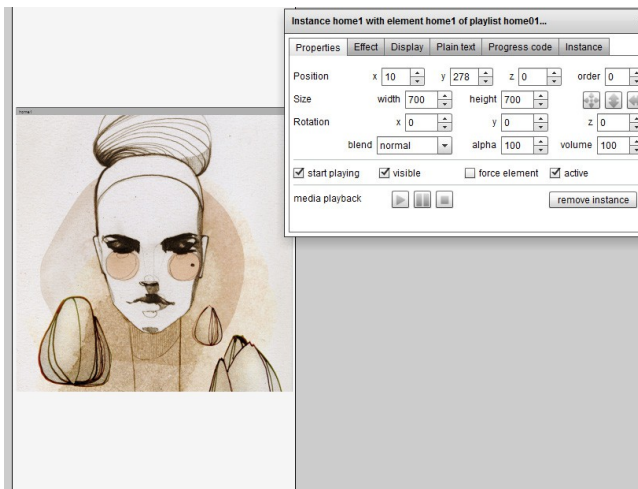 Instance home1 with element home1 of playlist home01...
Properties Effect Display Plain text Progress code Instance
Position x 10 y 278 z 0 order 0
Size width 700 height 700
Rotation x 0 y 0 z 0
blend normal alpha 100 volume 100
start playing visible force element active
media playback remove instance
home1